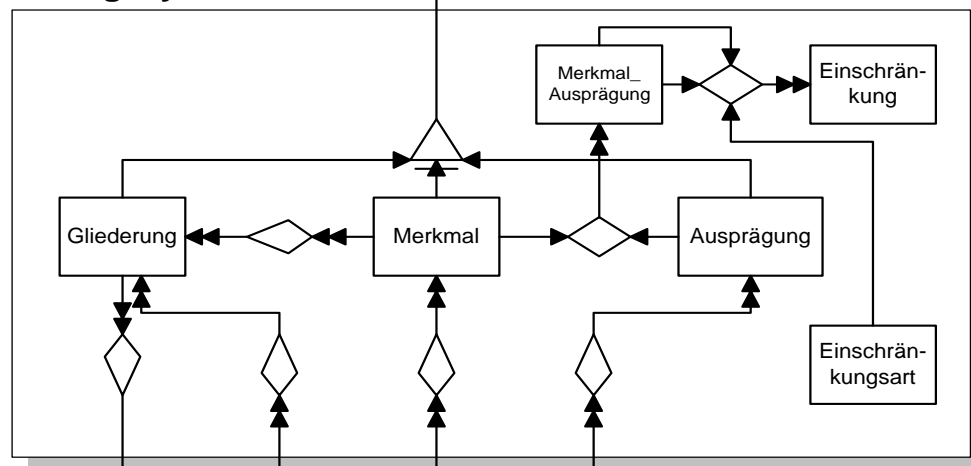 Merkmal_
Ausprägung
Einschrän-
kung
Gliederung
Merkmal
Ausprägung
Einschrän-
kungsart